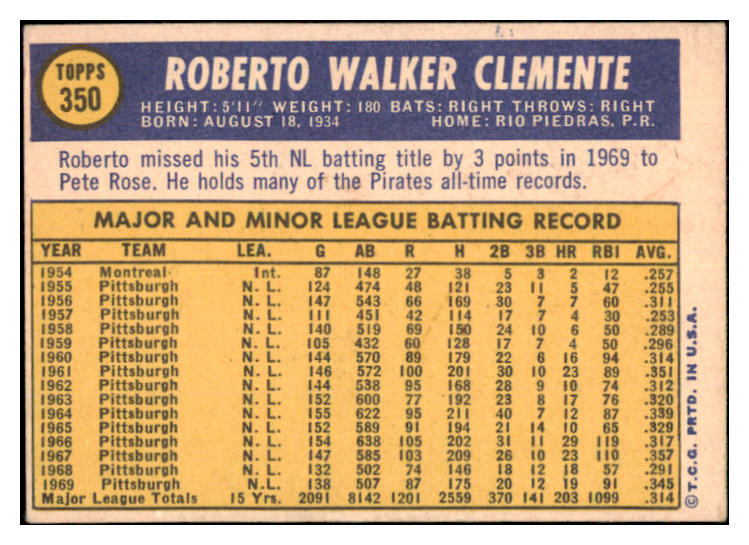 TOPPS
350
ROBERTO WALKER CLEMENTE
HEIGHT: 5'11" WEIGHT: 180 BATS: RIGHT THROWS: RIGHT
BORN: AUGUST 18, 1934 HOME: RIO PIEDRAS, P.R.
Roberto missed his 5th NL batting title by 3 points in 1969 to
Pete Rose. He holds many of the Pirates all-time records.
MAJOR AND MINOR LEAGUE BATTING RECORD
YEAR TEAM LEA. G AB R H 2B 3B HR RBI AVG.
1954 Montreal Int. 87 148 27 38 5 3 2 12 .257
1955 Pittsburgh N. L. 124 474 48 121 23 11 5 47 .255
1956 Pittsburgh N. L. 147 543 66 169 30 7 7 60 .311
1957 Pittsburgh N. L. 111 451 42 114 17 7 4 30 .253
1958 Pittsburgh N. L. 140 519 69 150 24 10 6 50 .289
1959 Pittsburgh N. L. 105 432 60 128 17 7 4 50 .296
1960 Pittsburgh N. L. 144 570 89 179 22 6 16 94 .314
1961 Pittsburgh N. L. 146 572 100 201 30 10 23 89 .351
1962 Pittsburgh N. L. 144 538 95 168 28 9 10 74 .312
1963 Pittsburgh N. L. 152 600 77 192 23 8 17 76 .320
1964 Pittsburgh N. L. 155 622 95 211 40 7 12 87 .339
1965 Pittsburgh N. L. 152 589 91 194 21 14 10 65 .329
1966 Pittsburgh N. L. 154 638 105 202 31 11 29 119 .317
1967 Pittsburgh N. L. 147 585 103 209 26 10 23 110 .357
1968 Pittsburgh N. L. 132 502 74 146 18 12 18 57 .291
1969 Pittsburgh N.L. 138 507 87 175 20 12 19 91 .345
Major League Totals 15 Yrs. 2091 8142 1201 2559 370 141 203 1099 .314
© T.C.G. PRTD. IN U.S.A.